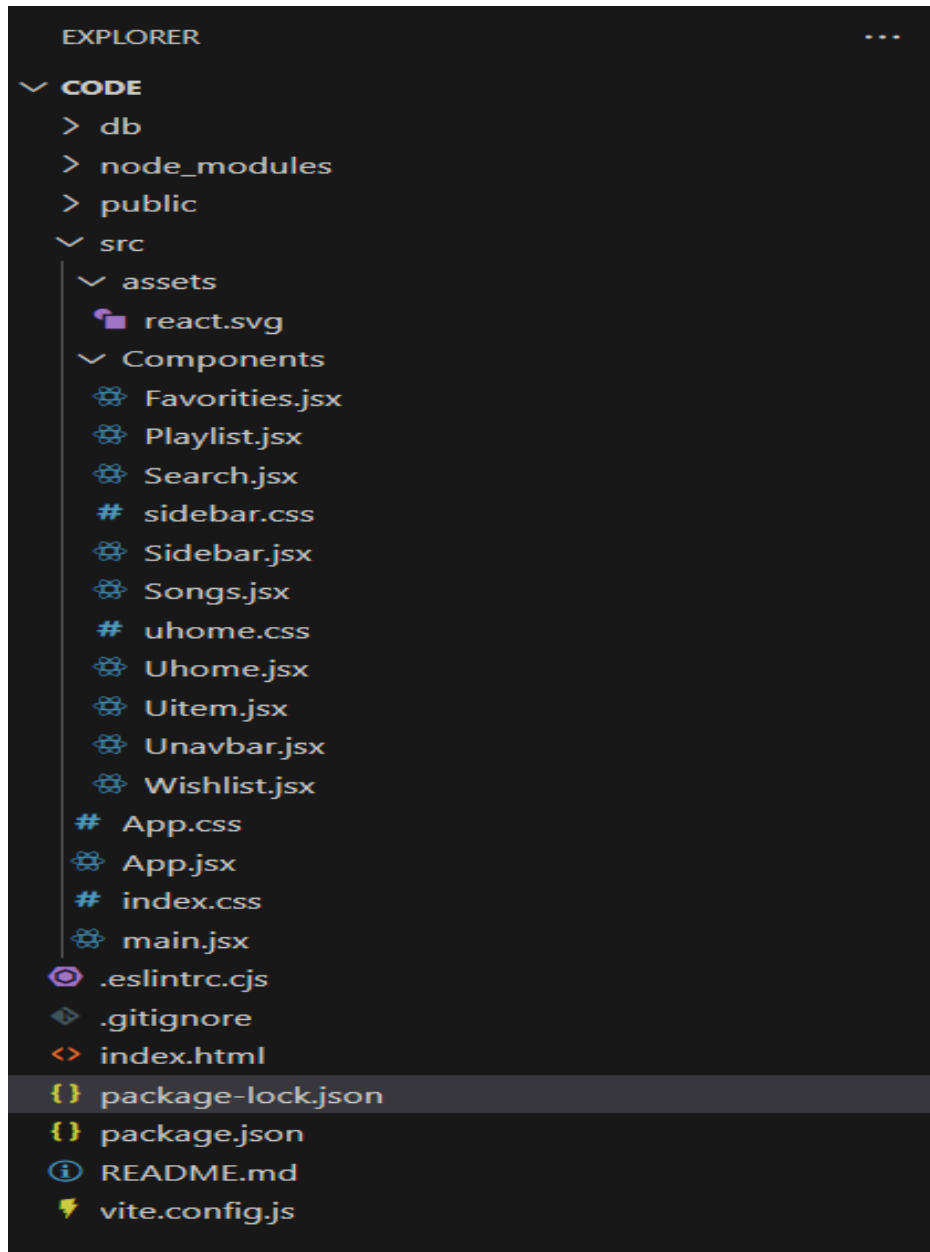 EXPLORER ...
CODE
db
node_modules
public
src
assets
react.svg
Components
Favorities.jsx
Playlist.jsx
Search.jsx
sidebar.css
Sidebar.jsx
Songs.jsx
uhome.css
Uhome.jsx
Uitem.jsx
Unavbar.jsx
Wishlist.jsx
App.css
App.jsx
index.css
main.jsx
.eslintrc.cjs
.gitignore
index.html
package-lock.json
package.json
README.md
vite.config.js